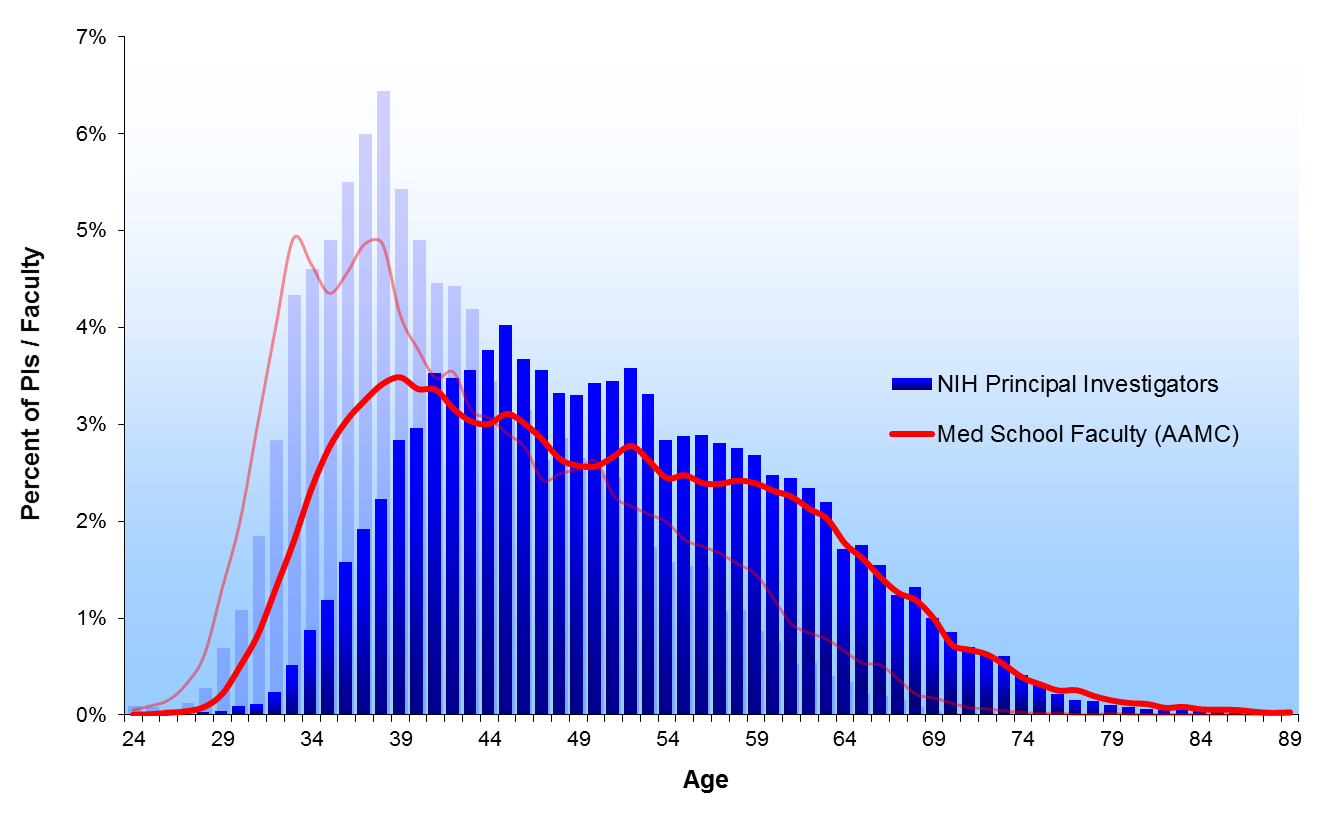 7%
6%
5%
4%
3%
2%
1%
0%
Percent of PIs / Faculty
NIH Principal Investigators
Med School Faculty (AAMC)
24 29 34 39 44 49 54 59 64 69 74 79 84 89
Age